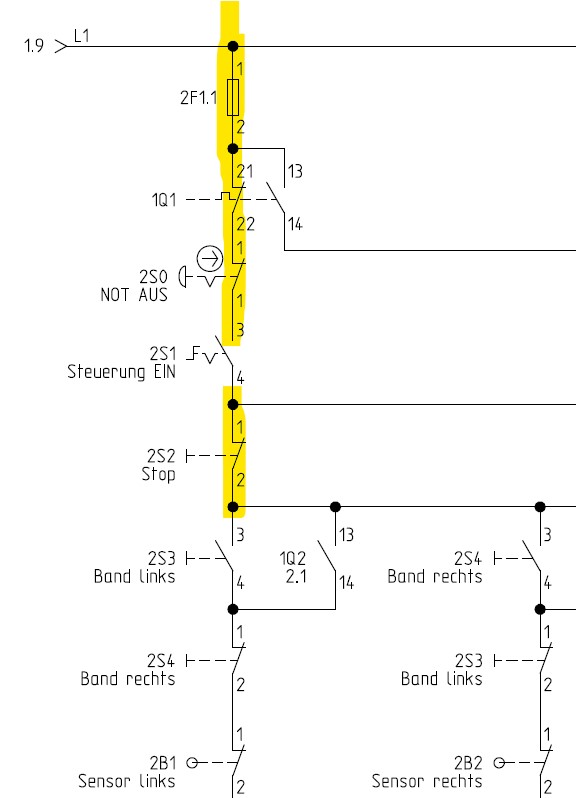 1.9 L1
1
2F1.1
2
21 13
1Q1
22 14
1
2S0
NOT AUS
1
3
2S1
Steuerung EIN
4
1
2S2
Stop
2
3 13 3
2S3 1Q2 2S4
Band links 2.1 Band rechts
4 14 4
1 1
2S4 2S3
Band rechts Band links
2 2
1 1
2B1 2B2
Sensor links Sensor rechts
2 2